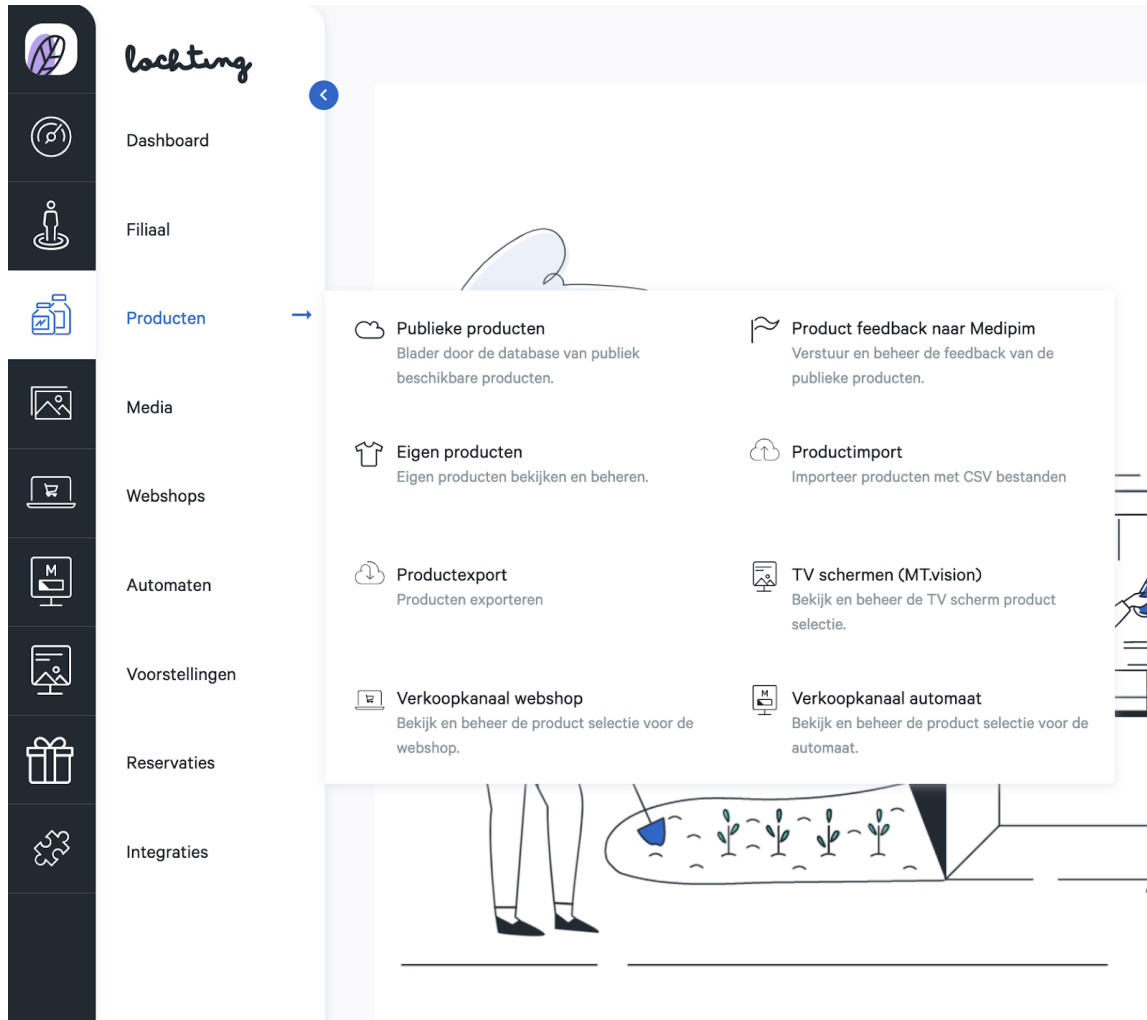 lochting
Dashboard
Filiaal
Producten
Media
Webshops
M
Automaten
Voorstellingen
Reservaties
Integraties
Publieke producten
Blader door de database van publiek
beschikbare producten.
Product feedback naar Medipim
Verstuur en beheer de feedback van de
publieke producten.
Eigen producten
Eigen producten bekijken en beheren.
Productimport
Importeer producten met CSV bestanden
Productexport
Producten exporteren
TV schermen (MT.vision)
Bekijk en beheer de TV scherm product
selectie.
Verkoopkanaal webshop
Bekijk en beheer de product selectie voor de
webshop.
M
Verkoopkanaal automaat
Bekijk en beheer de product selectie voor de
automaat.